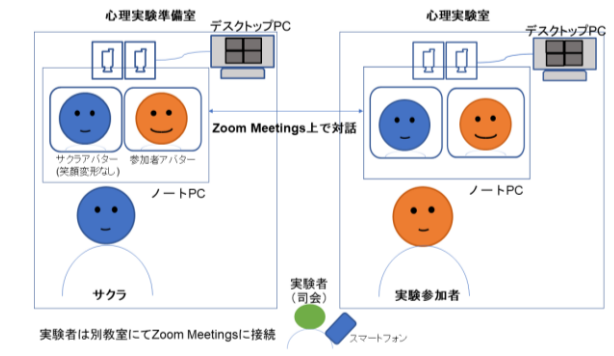 心理実験準備室
デスクトップPC
サクラアバター
(笑顔変形なし)
参加者アバター
ノートPC
サクラ
Zoom Meetings上で対話
心理実験室
デスクトップPC
ノートPC
実験参加者
実験者
(司会)
スマートフォン
実験者は別教室にてZoom Meetingsに接続